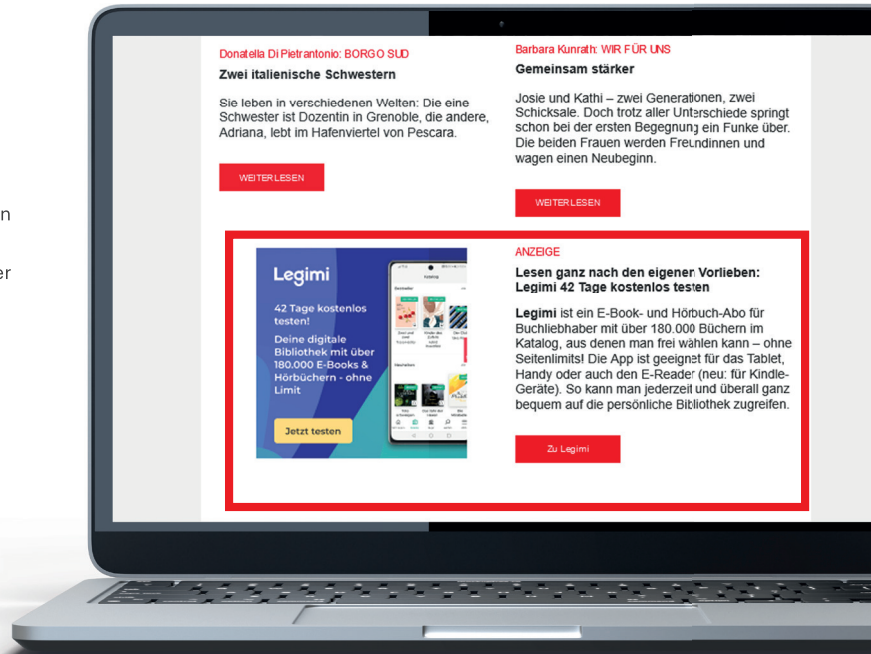 n
er
Donatella Di Pietrantonio: BORGO SUD
Zwei italienische Schwestern
Sie leben in verschiedenen Welten: Die eine
Schwester ist Dozentin in Grenoble, die andere,
Adriana, lebt im Hafenviertel von Pescara.
WEITERLESEN
Barbara Kunrath: WIR FÜR UNS
Gemeinsam stärker
Josie und Kathi – zwei Generationen, zwei
Schicksale. Doch trotz aller Unterschiede springt
schon bei der ersten Begegnung ein Funke über.
Die beiden Frauen werden Freundinnen und
wagen einen Neubeginn.
WEITERLESEN
Legimi
42 Tage kostenlos
testen!
Deine digitale
Bibliothek mit über
180.000 E-Books &
Hörbüchern - ohne
Limit
Jetzt testen
ANZEIGE
Lesen ganz nach den eigenen Vorlieben:
Legimi 42 Tage kostenlos testen
Legimi ist ein E-Book- und Hörbuch-Abo für
Buchliebhaber mit über 180.000 Büchern im
Katalog, aus denen man frei wählen kann – ohne
Seitenlimits! Die App ist geeignet für das Tablet,
Handy oder auch den E-Reader (neu: für Kindle-
Geräte). So kann man jederzeit und überall ganz
bequem auf die persönliche Bibliothek zugreifen.
Zu Legimi